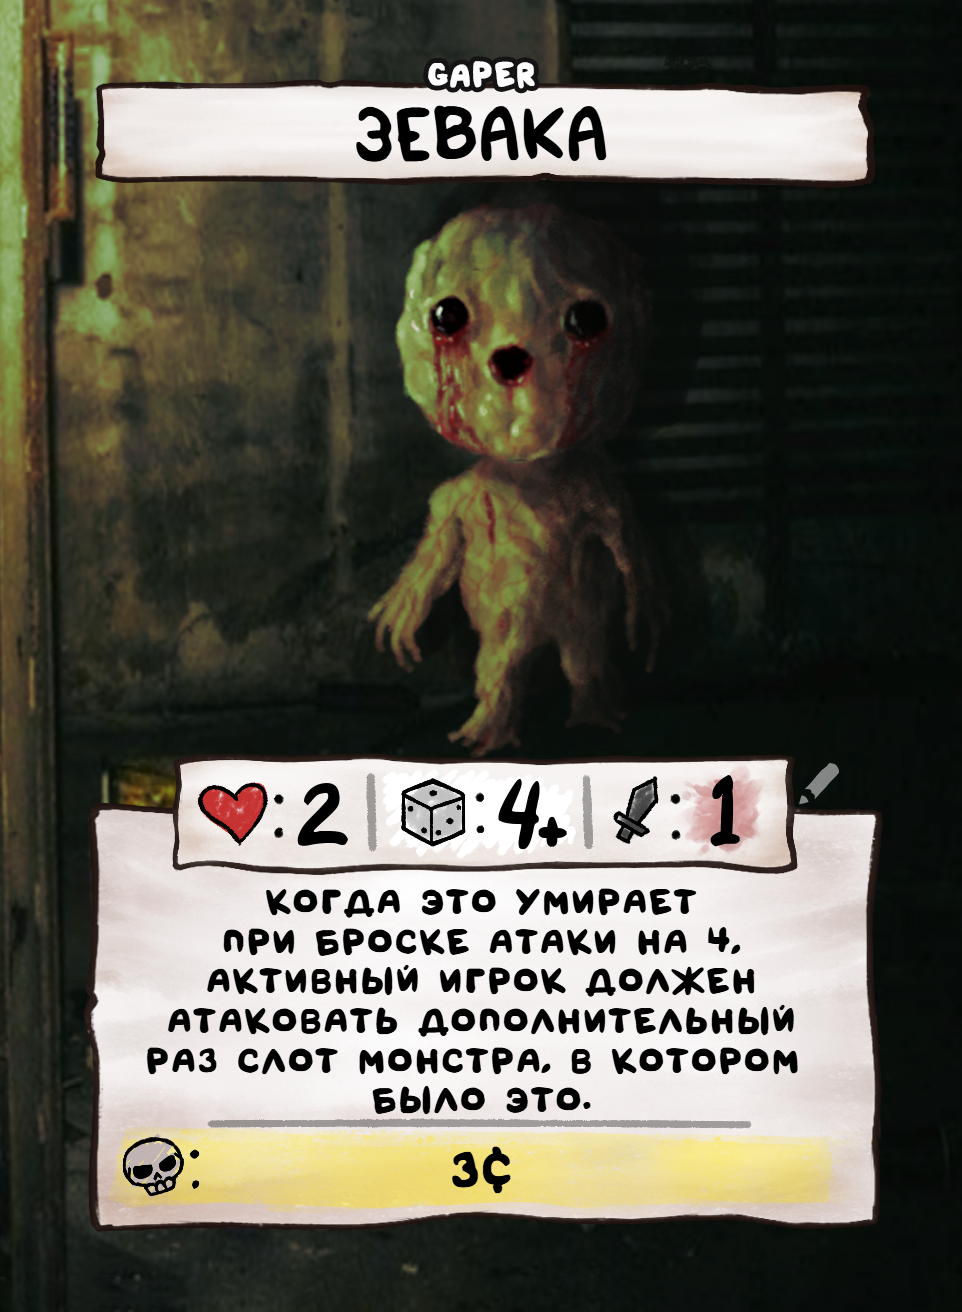 GAPER
ЗЕВАКА
: 2 | : 4+ | : 1
КОГДА ЭТО УМИРАЕТ
ПРИ БРОСКЕ АТАКИ НА 4,
АКТИВНЫЙ ИГРОК ДОЛЖЕН
АТАКОВАТЬ ДОПОЛНИТЕЛЬНЫЙ
РАЗ СЛОТ МОНСТРА, В КОТОРОМ
БЫЛО ЭТО.
: 3¢